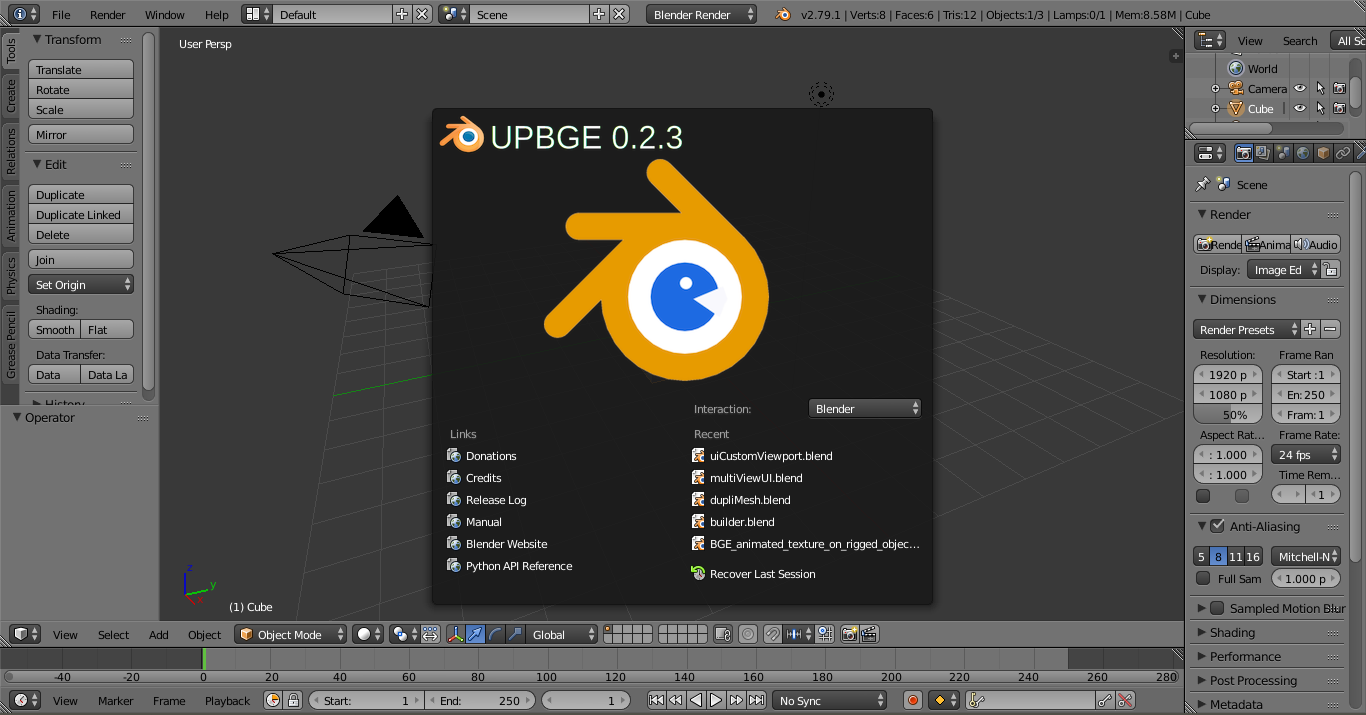 File Render Window Help Default Scene Blender Render v2.79.1 | Verts:8 | Faces:6 | Tris:12 | Objects:1/3 | Lamps:0/1 | Mem:8.58M | Cube
Tools
Create
Relations
Animation
Physics
Grease Pencil
Transform
Translate
Rotate
Scale
Mirror
Edit
Duplicate
Duplicate Linked
Delete
Join
Set Origin
Shading:
Smooth Flat
Data Transfer:
Data Data La
History
Operator
User Persp
UPBGE 0.2.3
Interaction: Blender
Links
Donations
Credits
Release Log
Manual
Blender Website
Python API Reference
Recent
uiCustomViewport.blend
multiViewUI.blend
dupliMesh.blend
builder.blend
BGE_animated_texture_on_rigged_objec...
Recover Last Session
z
y
x
(1) Cube
View Select Add Object Object Mode Global
-40 -20 0 20 40 60 80 100 120 140 160 180 200 220 240 260 280
View Marker Frame Playback Start: 1 End: 250 1 No Sync
View Search All Sc
World
Camera
Cube
Scene
Render
Rende Anima Audio
Display: Image Ed
Dimensions
Render Presets
Resolution: Frame Ran
1920 p Start :1
1080 p En: 250
50% Fram: 1
Aspect Rat... Frame Rate:
: 1.000 24 fps
: 1.000 Time Rem...
1
Anti-Aliasing
5 8 11 16 Mitchell-N
Full Sam 1.000 p
Sampled Motion Blur
Shading
Performance
Post Processing
Metadata